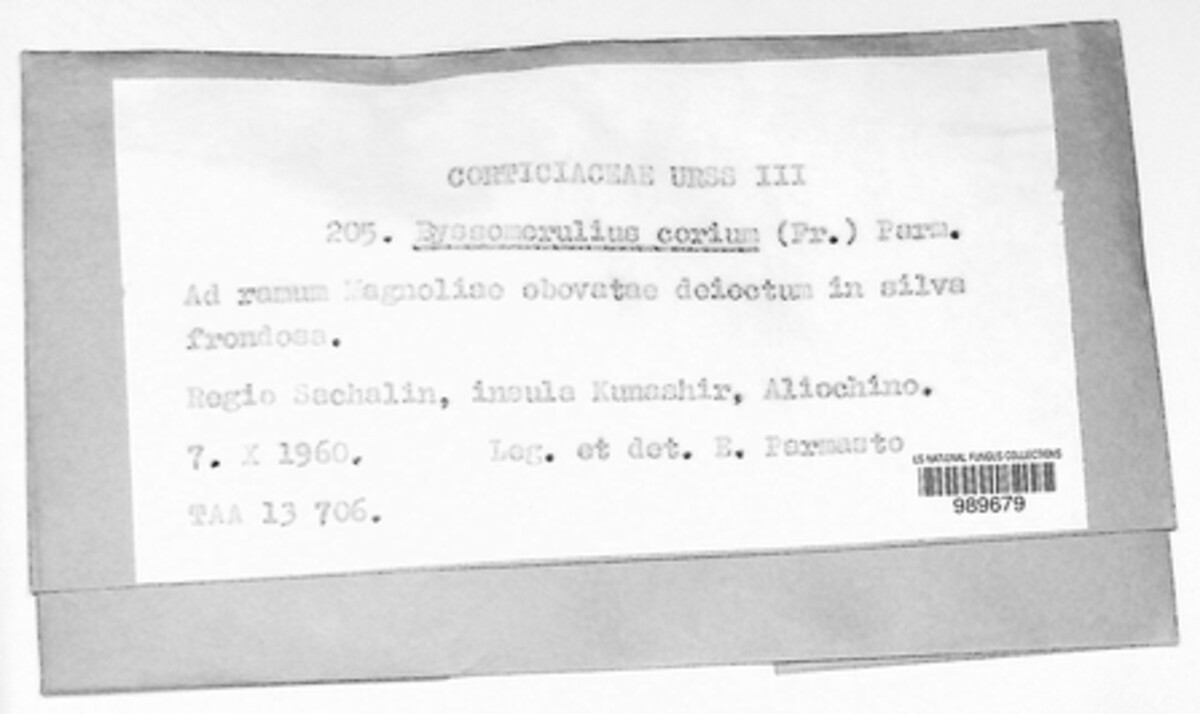 CORTICIACEAE URSS III
205. Byssomerulius corium (Fr.) Parm.
Ad ramum Magnoliae obovatae deiectum in silva
frondosa.
Regio Sachalin, insula Kunashir, Aliochino.
7. X 1960. Leg. et det. E. Parmasto
TAA 13 706.
US NATIONAL FUNGUS COLLECTIONS
989679